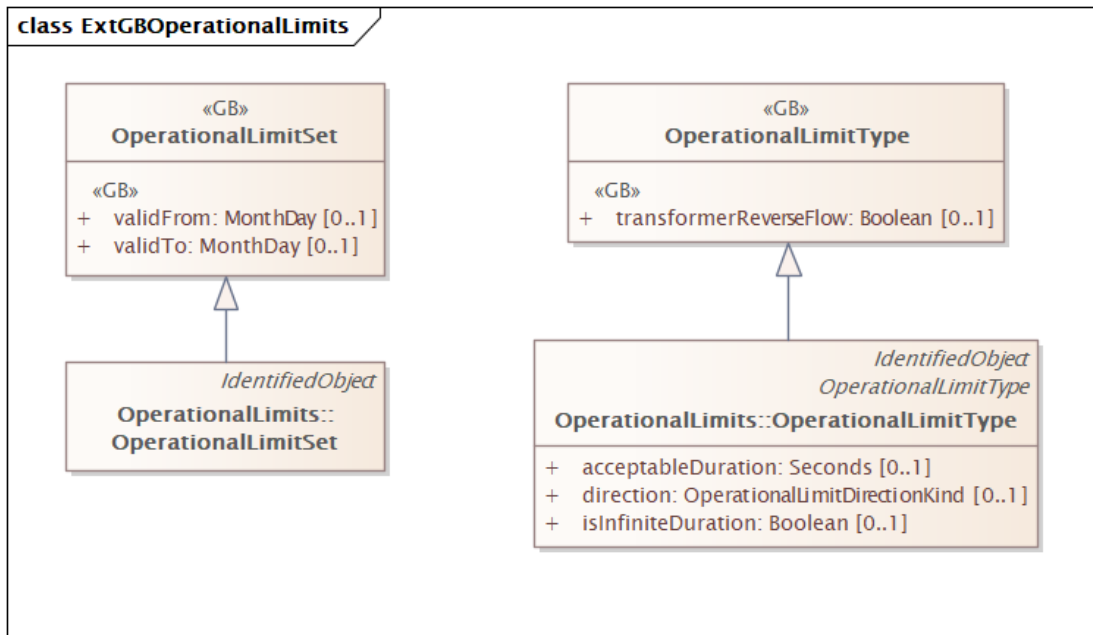 class ExtGBOperationalLimits
«GB»
OperationalLimitSet
«GB»
+ validFrom: MonthDay [0..1]
+ validTo: MonthDay [0..1]
IdentifiedObject
OperationalLimits::
OperationalLimitSet
«GB»
OperationalLimitType
«GB»
+ transformerReverseFlow: Boolean [0..1]
IdentifiedObject
OperationalLimitType
OperationalLimits::OperationalLimitType
+ acceptableDuration: Seconds [0..1]
+ direction: OperationalLimitDirectionKind [0..1]
+ isInfiniteDuration: Boolean [0..1]